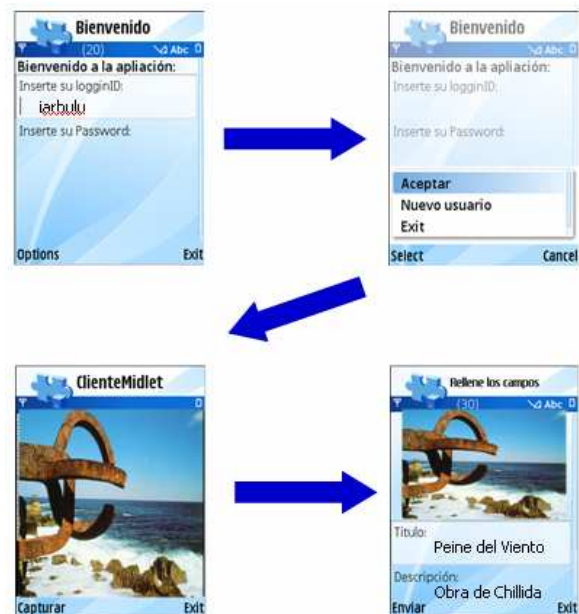 Bienvenido
(20)
Abc
Bienvenido a la apliación:
Inserte su logginID:
iarbulu
Inserte su Password:
Options
Exit
Bienvenido
Abc
Bienvenido a la apliación:
Inserte su logginID:
Inserte su Password:
Aceptar
Nuevo usuario
Exit
Select
Cancel
ClienteMidlet
Capturar
Exit
Rellene los campos
(30)
Abc
Titulo:
Peine del Viento
Descripción:
Obra de Chillida
Enviar
Exit